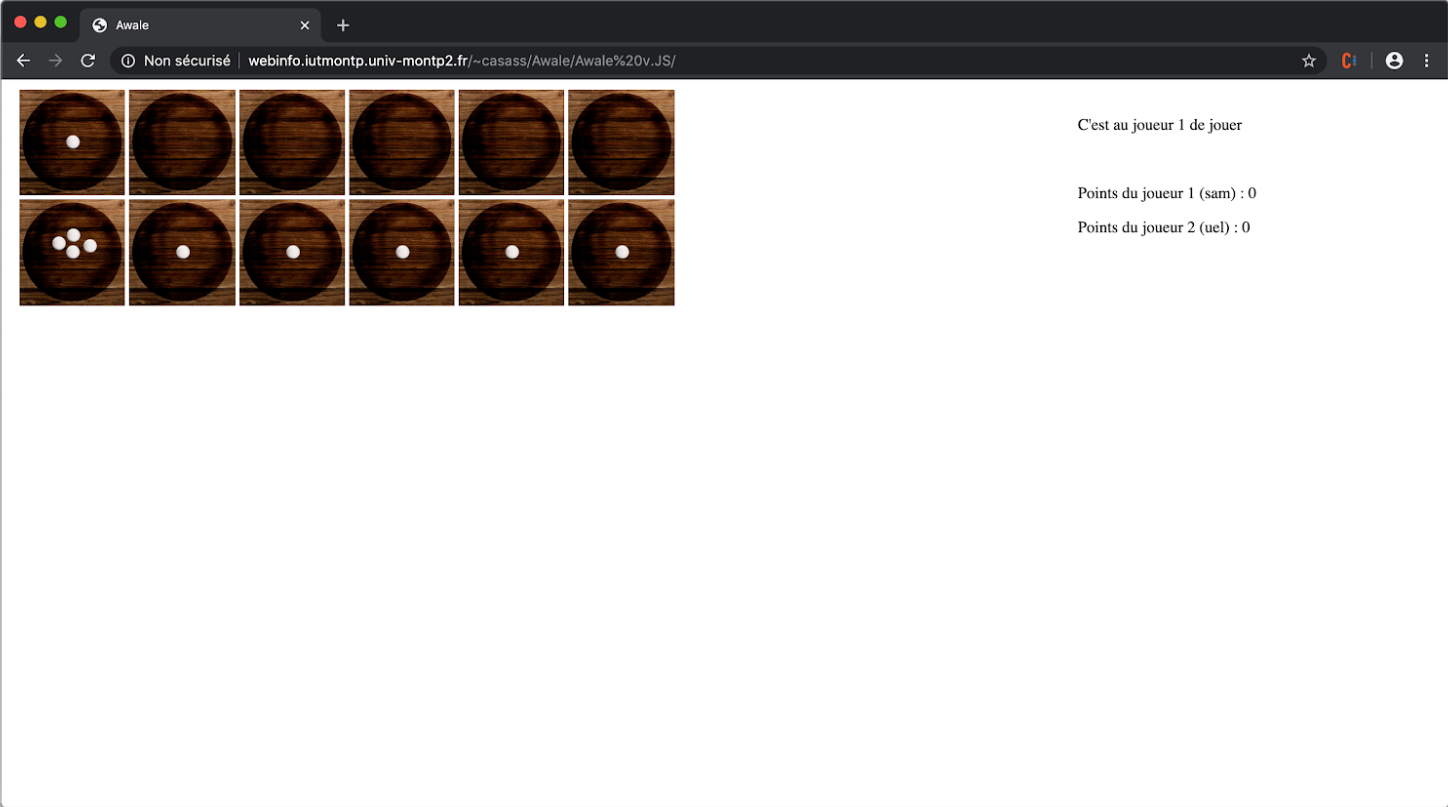 Awale
Non sécurisé webinfo.iutmontp.univ-montp2.fr/~casass/Awale/Awale%20v.JS/
C'est au joueur 1 de jouer
Points du joueur 1 (sam) : 0
Points du joueur 2 (uel) : 0